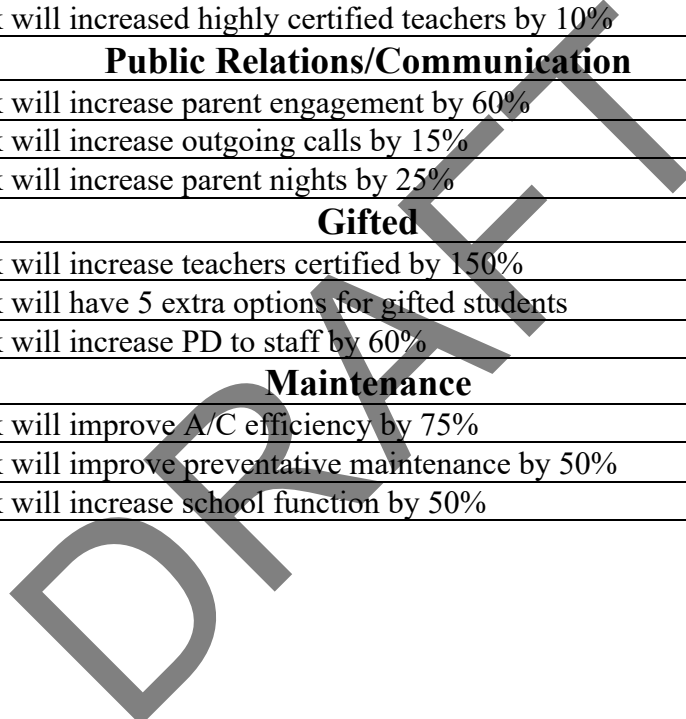 will increased highly certified teachers by 10%
Public Relations/Communication
will increase parent engagement by 60%
will increase outgoing calls by 15%
will increase parent nights by 25%
Gifted
will increase teachers certified by 150%
will have 5 extra options for gifted students
will increase PD to staff by 60%
Maintenance
will improve A/C efficiency by 75%
will improve preventative maintenance by 50%
will increase school function by 50%
DRAFT